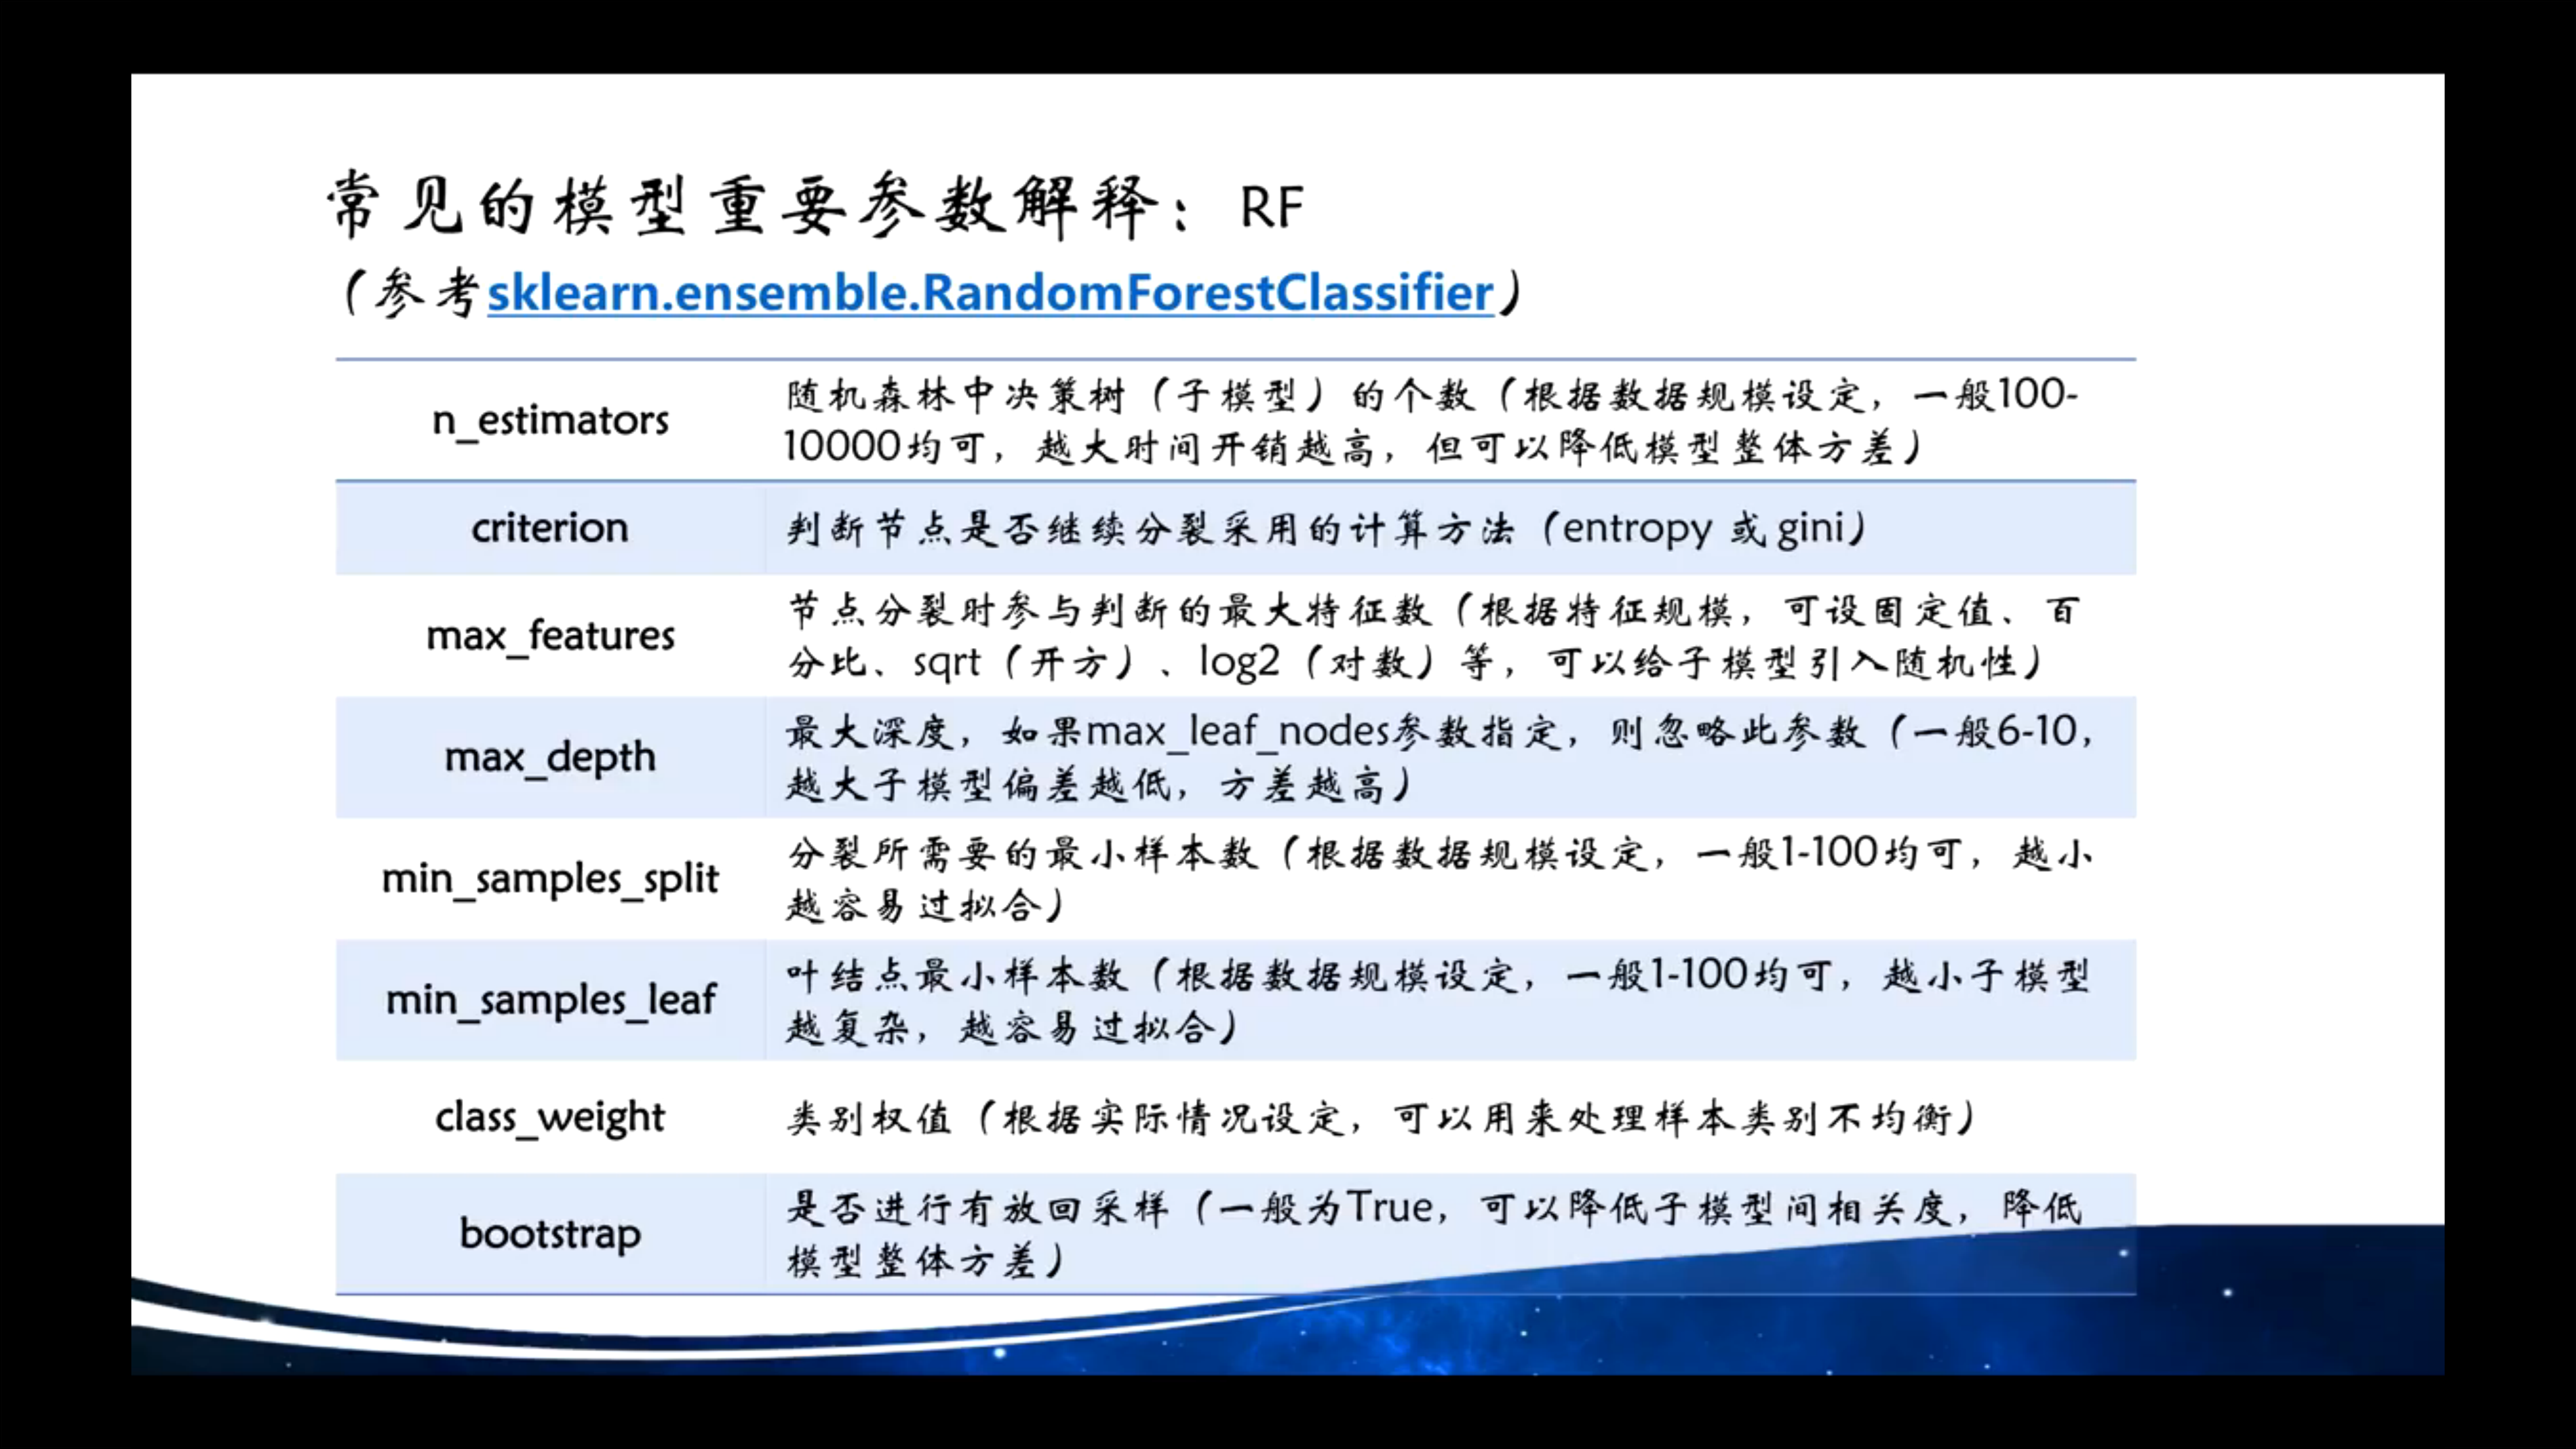 常见的模型重要参数解释：RF
（参考sklearn.ensemble.RandomForestClassifier）
n_estimators
随机森林中决策树（子模型）的个数（根据数据规模设定，一般100-
10000均可，越大时间开销越高，但可以降低模型整体方差）
criterion
判断节点是否继续分裂采用的计算方法（entropy 或 gini）
max_features
节点分裂时参与判断的最大特征数（根据特征规模，可设固定值、百
分比、sqrt（开方）、log2（对数）等，可以给子模型引入随机性）
max_depth
最大深度，如果max_leaf_nodes参数指定，则忽略此参数（一般6-10，
越大子模型偏差越低，方差越高）
min_samples_split
分裂所需要的最小样本数（根据数据规模设定，一般1-100均可，越小
越容易过拟合）
min_samples_leaf
叶结点最小样本数（根据数据规模设定，一般1-100均可，越小子模型
越复杂，越容易过拟合）
class_weight
类别权值（根据实际情况设定，可以用来处理样本类别不均衡）
bootstrap
是否进行有放回采样（一般为True，可以降低子模型间相关度，降低
模型整体方差）